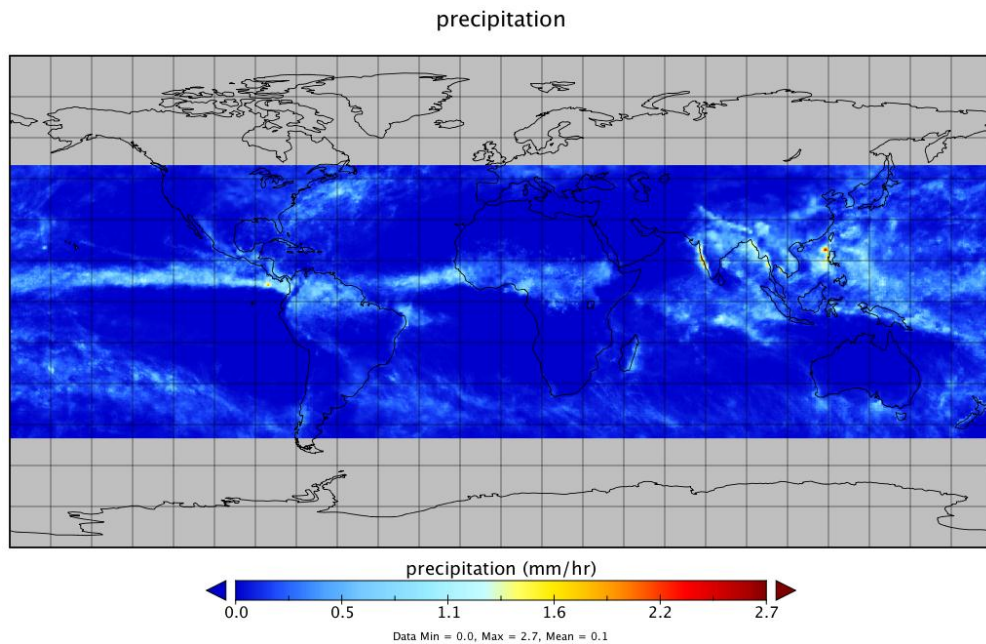 precipitation
precipitation (mm/hr)
0.0 0.5 1.1 1.6 2.2 2.7
Data Min = 0.0, Max = 2.7, Mean = 0.1